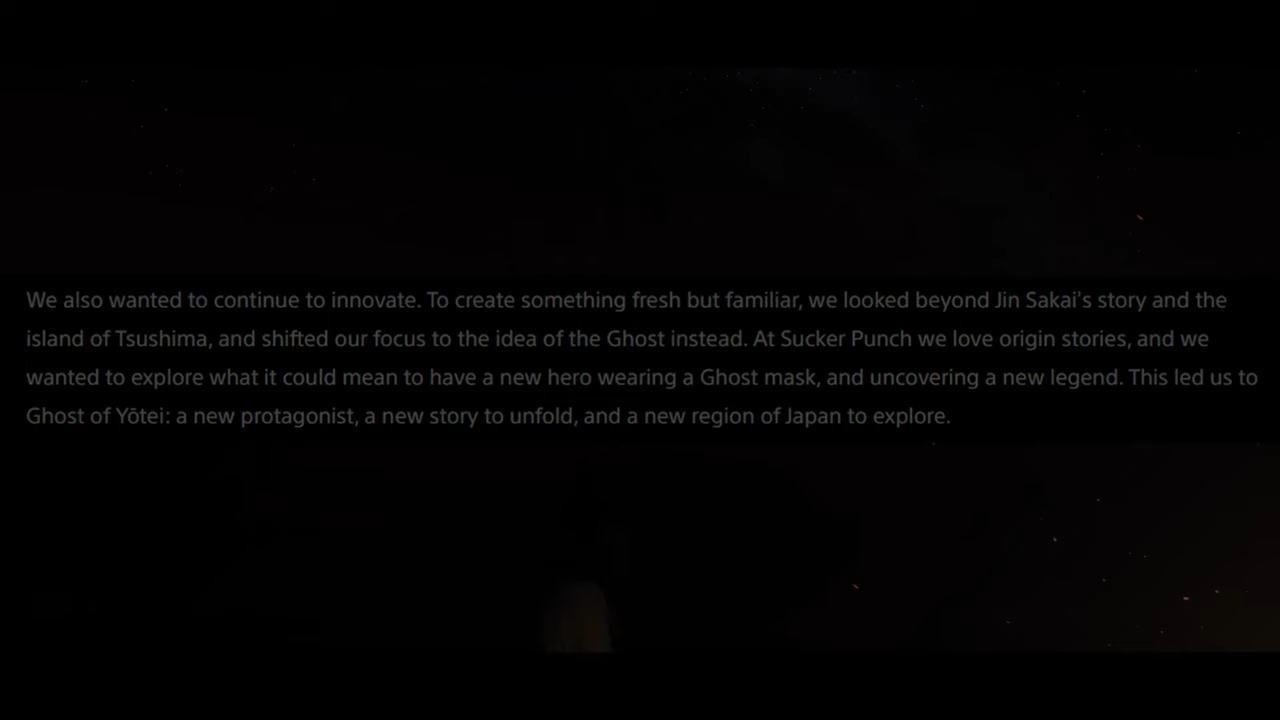 We also wanted to continue to innovate. To create something fresh but familiar, we looked beyond Jin Sakai's story and the
island of Tsushima, and shifted our focus to the idea of the Ghost instead. At Sucker Punch we love origin stories, and we
wanted to explore what it could mean to have a new hero wearing a Ghost mask, and uncovering a new legend. This led us to
Ghost of Yōtei: a new protagonist, a new story to unfold, and a new region of Japan to explore.